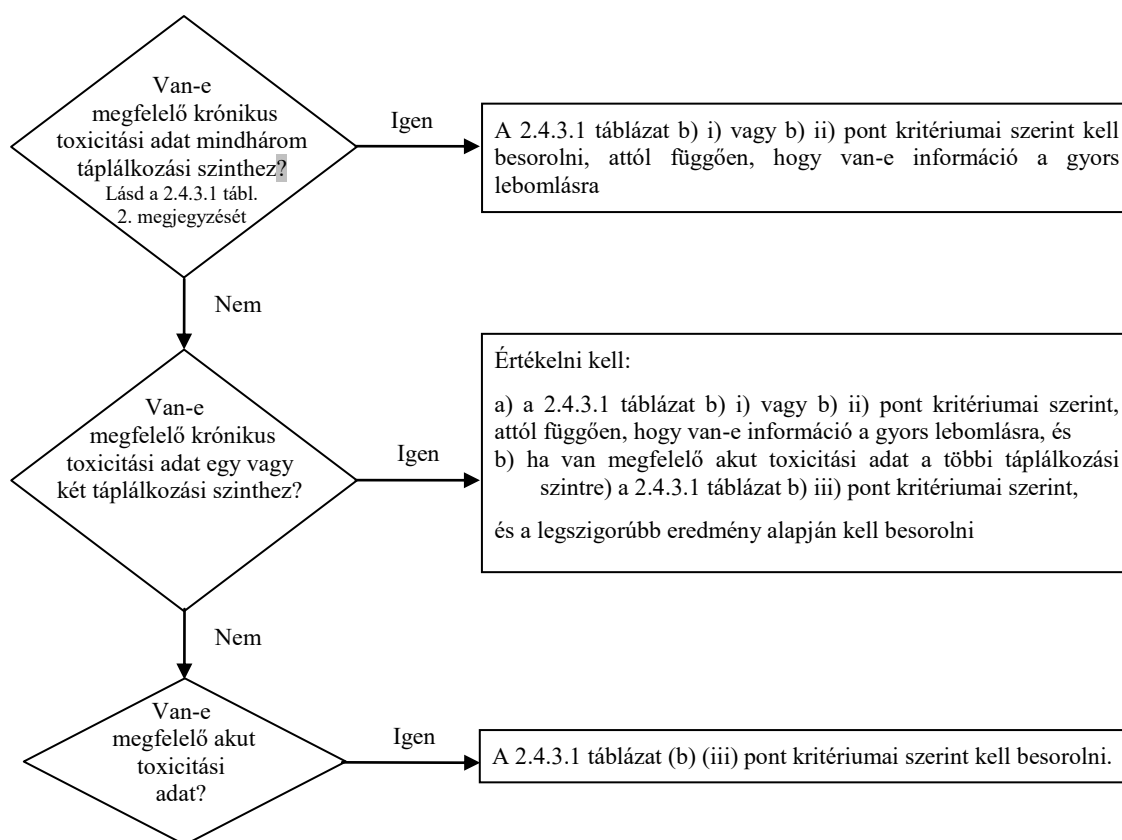 Van-e
megfelelő krónikus
toxicitási adat mindhárom
táplálkozási szinthez?
Lásd a 2.4.3.1 tábl.
2. megjegyzését
Igen
A 2.4.3.1 táblázat b) i) vagy b) ii) pont kritériumai szerint kell
besorolni, attól függően, hogy van-e információ a gyors
lebomlásra
Nem
Van-e
megfelelő krónikus
toxicitási adat egy vagy
két táplálkozási szinthez?
Igen
Értékelni kell:
a) a 2.4.3.1 táblázat b) i) vagy b) ii) pont kritériumai szerint,
attól függően, hogy van-e információ a gyors lebomlásra, és
b) ha van megfelelő akut toxicitási adat a többi táplálkozási
szintre) a 2.4.3.1 táblázat b) iii) pont kritériumai szerint,
és a legszigorúbb eredmény alapján kell besorolni
Nem
Van-e
megfelelő akut
toxicitási
adat?
Igen
A 2.4.3.1 táblázat (b) (iii) pont kritériumai szerint kell besorolni.